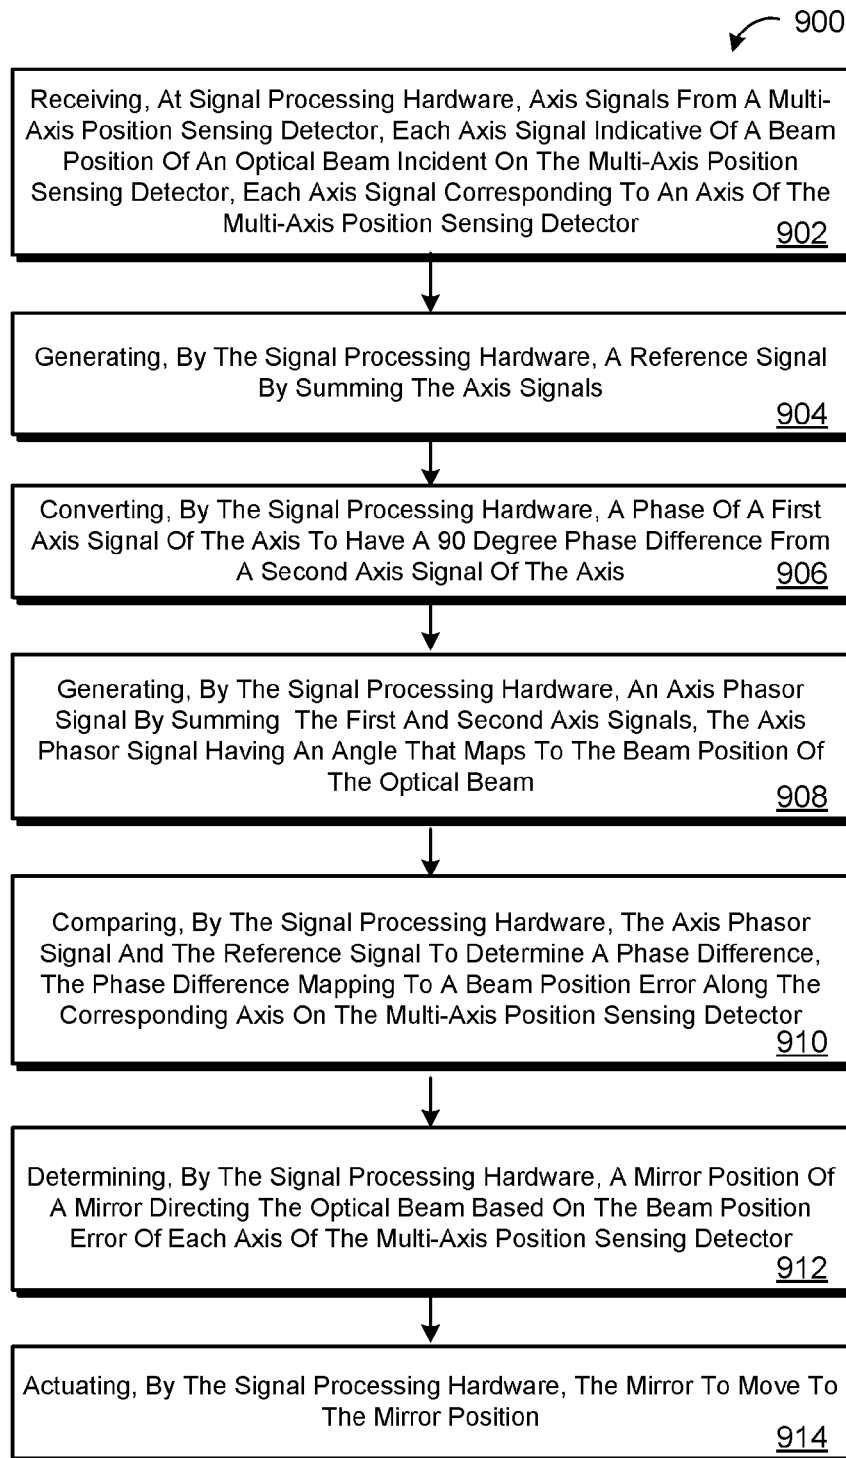 900
Receiving, At Signal Processing Hardware, Axis Signals From A Multi-
Axis Position Sensing Detector, Each Axis Signal Indicative Of A Beam
Position Of An Optical Beam Incident On The Multi-Axis Position
Sensing Detector, Each Axis Signal Corresponding To An Axis Of The
Multi-Axis Position Sensing Detector
902
Generating, By The Signal Processing Hardware, A Reference Signal
By Summing The Axis Signals
904
Converting, By The Signal Processing Hardware, A Phase Of A First
Axis Signal Of The Axis To Have A 90 Degree Phase Difference From
A Second Axis Signal Of The Axis
906
Generating, By The Signal Processing Hardware, An Axis Phasor
Signal By Summing The First And Second Axis Signals, The Axis
Phasor Signal Having An Angle That Maps To The Beam Position Of
The Optical Beam
908
Comparing, By The Signal Processing Hardware, The Axis Phasor
Signal And The Reference Signal To Determine A Phase Difference,
The Phase Difference Mapping To A Beam Position Error Along The
Corresponding Axis On The Multi-Axis Position Sensing Detector
910
Determining, By The Signal Processing Hardware, A Mirror Position Of
A Mirror Directing The Optical Beam Based On The Beam Position
Error Of Each Axis Of The Multi-Axis Position Sensing Detector
912
Actuating, By The Signal Processing Hardware, The Mirror To Move To
The Mirror Position
914